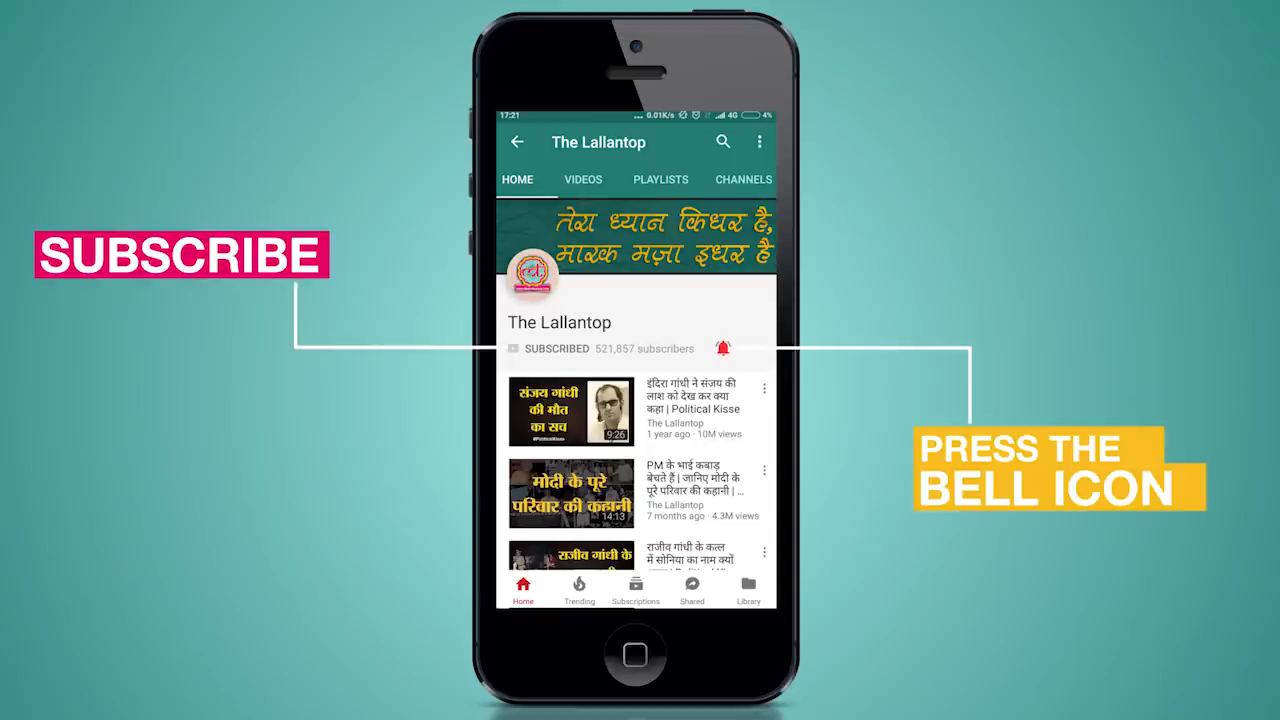 17:21
... 0.01K/s 4G 4%
The Lallantop
HOME VIDEOS PLAYLISTS CHANNELS
तेरा ध्यान किधर है,
मारक मज़ा इधर है
SUBSCRIBE
The Lallantop
SUBSCRIBED 521,857 subscribers
संजय गांधी
की मौत
का सच
#PoliticalKisse
9:26
इंदिरा गांधी ने संजय की
लाश को देख कर क्या
कहा | Political Kisse
The Lallantop
1 year ago · 10M views
PRESS THE
BELL ICON
मोदी के पूरे
परिवार की कहानी
14:13
PM के भाई कबाड़
बेचते हैं | जानिए मोदी के
पूरे परिवार की कहानी | ...
The Lallantop
7 months ago · 4.3M views
राजीव गांधी के
राजीव गांधी के कत्ल
में सोनिया का नाम क्यों
Home Trending Subscriptions Shared Library